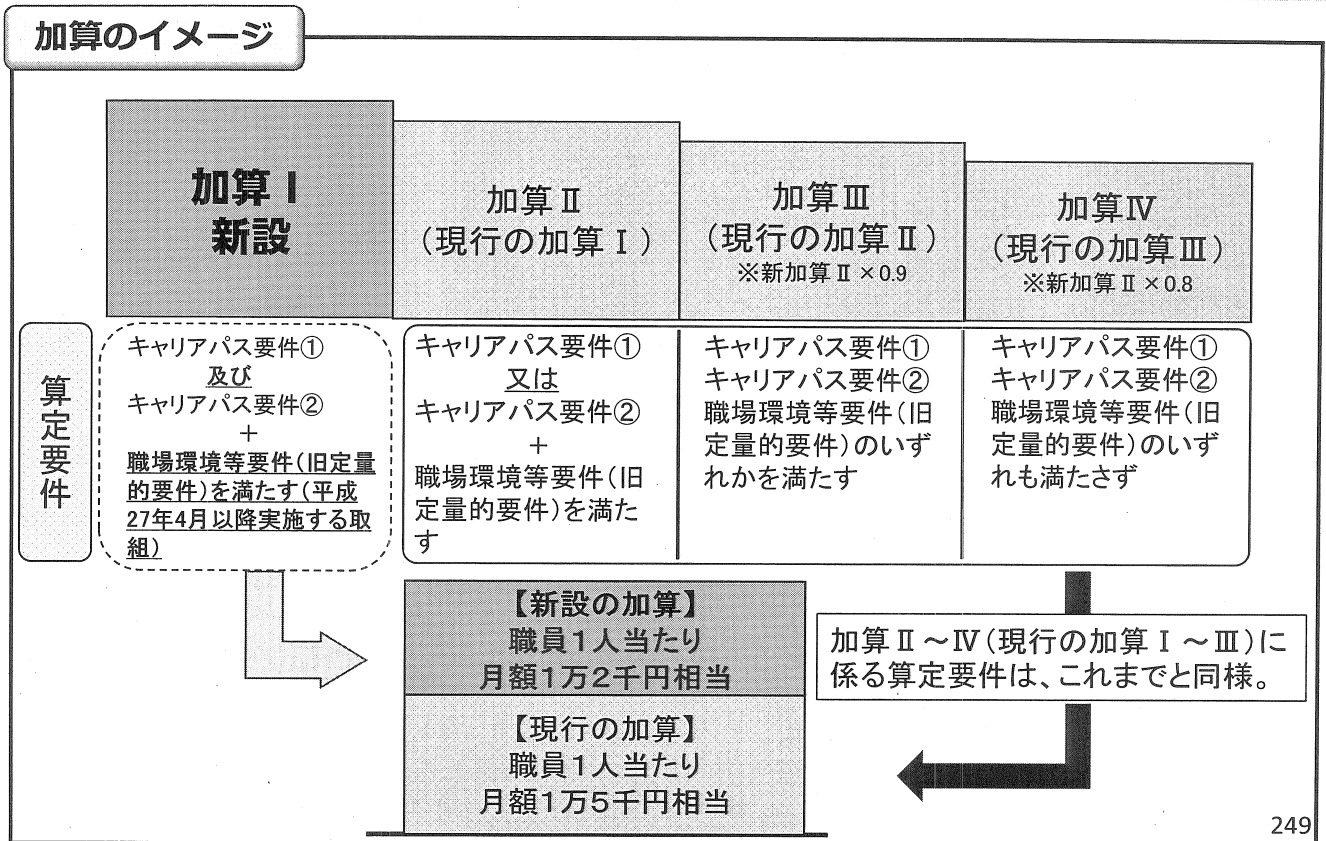 加算のイメージ
加算Ⅰ
新設
加算Ⅱ
（現行の加算Ⅰ）
加算Ⅲ
（現行の加算Ⅱ）
※新加算Ⅱ×0.9
加算Ⅳ
（現行の加算Ⅲ）
※新加算Ⅱ×0.8
算定要件
キャリアパス要件①
及び
キャリアパス要件②
＋
職場環境等要件（旧定量
的要件）を満たす（平成
27年4月以降実施する取
組）
キャリアパス要件①
又は
キャリアパス要件②
＋
職場環境等要件（旧
定量的要件）を満た
す
キャリアパス要件①
キャリアパス要件②
職場環境等要件（旧
定量的要件）のいず
れかを満たす
キャリアパス要件①
キャリアパス要件②
職場環境等要件（旧
定量的要件）のいず
れも満たさず
【新設の加算】
職員１人当たり
月額１万２千円相当
【現行の加算】
職員１人当たり
月額１万５千円相当
加算Ⅱ～Ⅳ（現行の加算Ⅰ～Ⅲ）に
係る算定要件は、これまでと同様。
249